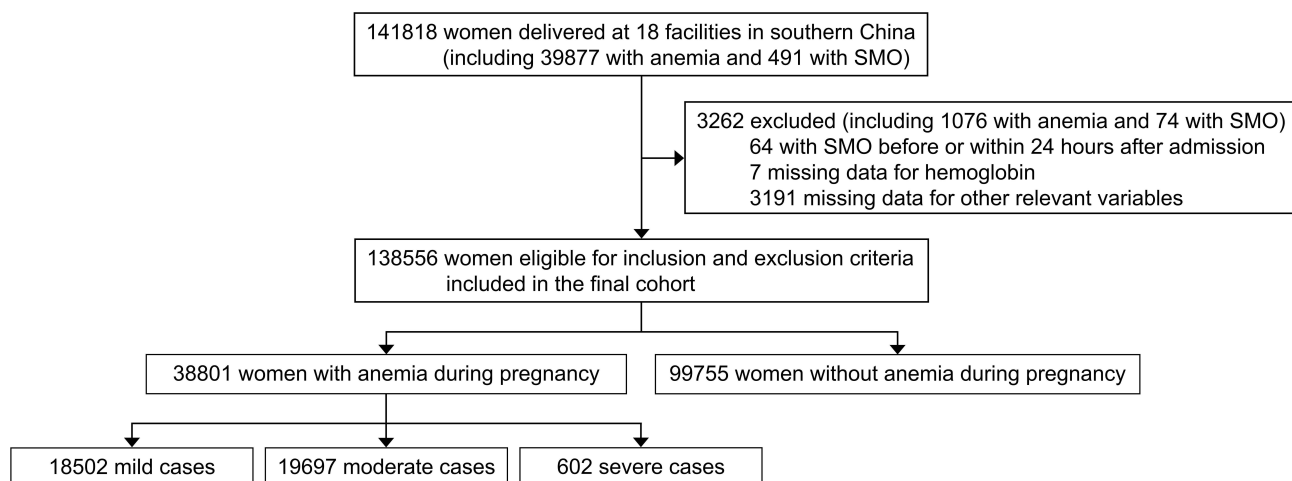 141818 women delivered at 18 facilities in southern China
(including 39877 with anemia and 491 with SMO)
3262 excluded (including 1076 with anemia and 74 with SMO)
64 with SMO before or within 24 hours after admission
7 missing data for hemoglobin
3191 missing data for other relevant variables
138556 women eligible for inclusion and exclusion criteria
included in the final cohort
38801 women with anemia during pregnancy
99755 women without anemia during pregnancy
18502 mild cases
19697 moderate cases
602 severe cases